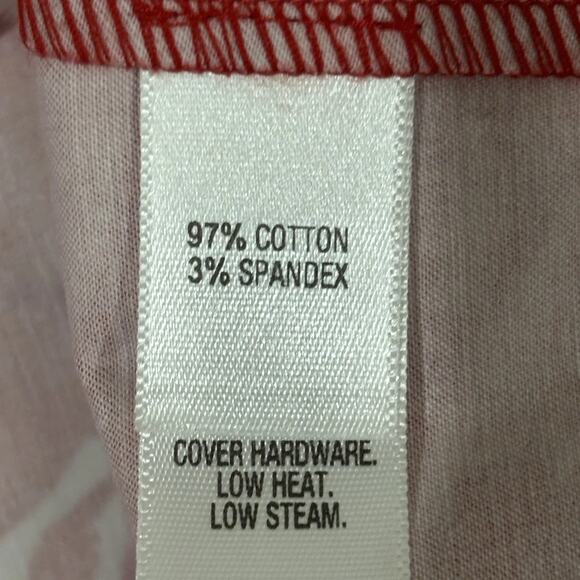 97% COTTON
3% SPANDEX
COVER HARDWARE.
LOW HEAT.
LOW STEAM.